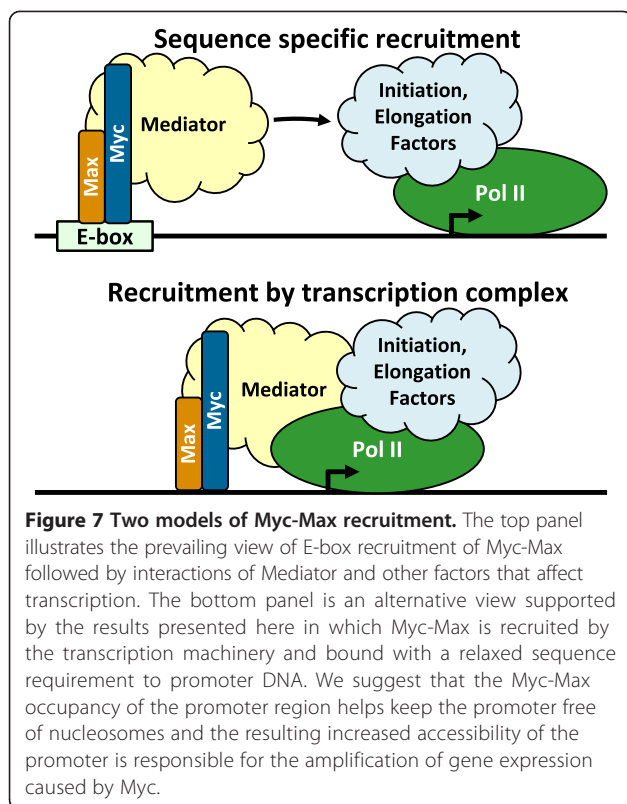 Sequence specific recruitment
Mediator
Initiation,
Elongation
Factors
Max
Myc
Pol II
E-box
Recruitment by transcription complex
Initiation,
Elongation
Factors
Mediator
Max
Myc
Pol II
Figure 7 Two models of Myc-Max recruitment. The top panel
illustrates the prevailing view of E-box recruitment of Myc-Max
followed by interactions of Mediator and other factors that affect
transcription. The bottom panel is an alternative view supported
by the results presented here in which Myc-Max is recruited by
the transcription machinery and bound with a relaxed sequence
requirement to promoter DNA. We suggest that the Myc-Max
occupancy of the promoter region helps keep the promoter free
of nucleosomes and the resulting increased accessibility of the
promoter is responsible for the amplification of gene expression
caused by Myc.